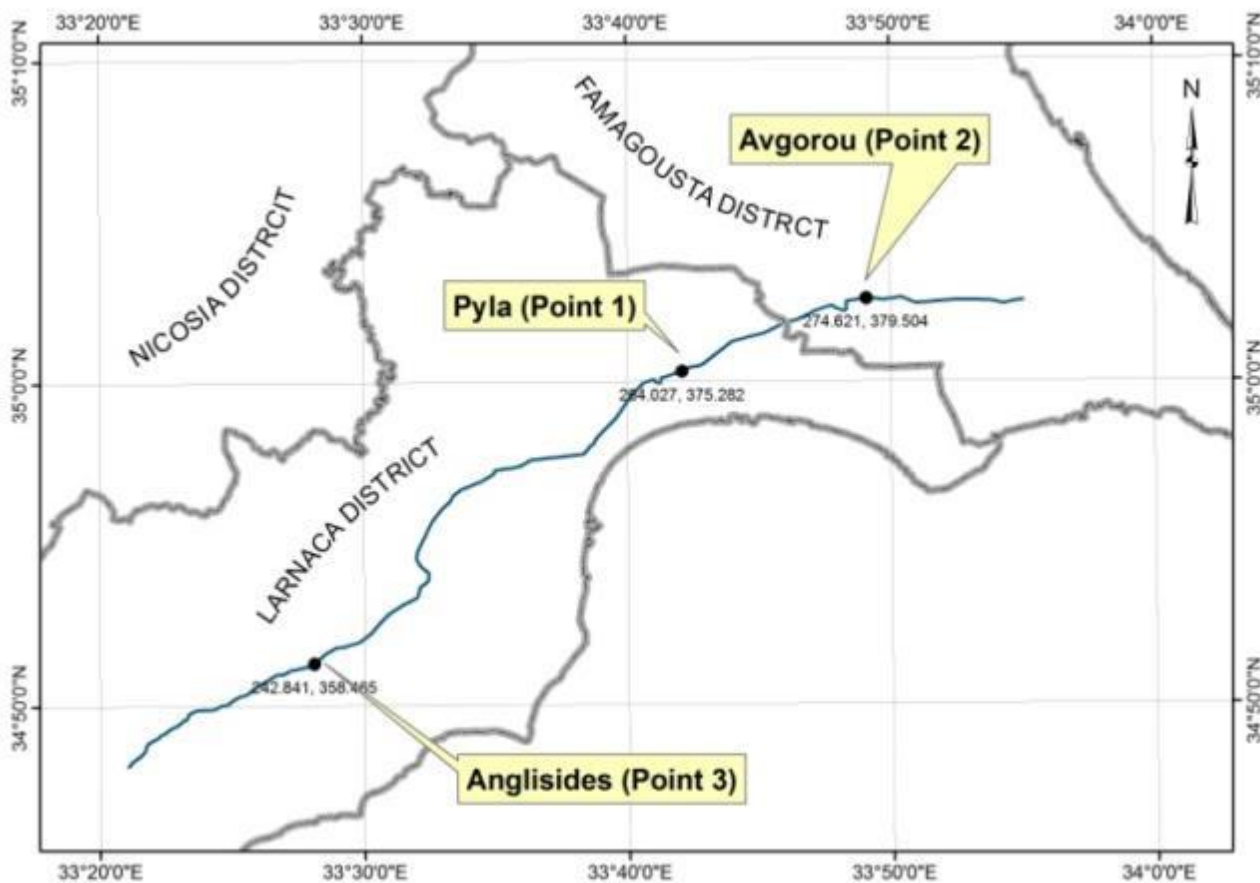 33°20'0"E
33°30'0"E
33°40'0"E
33°50'0"E
34°0'0"E
35°10'0"N
35°10'0"N
N
FAMAGOUSTA DISTRCT
Avgorou (Point 2)
NICOSIA DISTRCIT
Pyla (Point 1)
274.621, 379.504
35°0'0"N
35°0'0"N
264.027, 375.282
LARNACA DISTRICT
242.841, 358.465
34°50'0"N
34°50'0"N
Anglisides (Point 3)
33°20'0"E
33°30'0"E
33°40'0"E
33°50'0"E
34°0'0"E